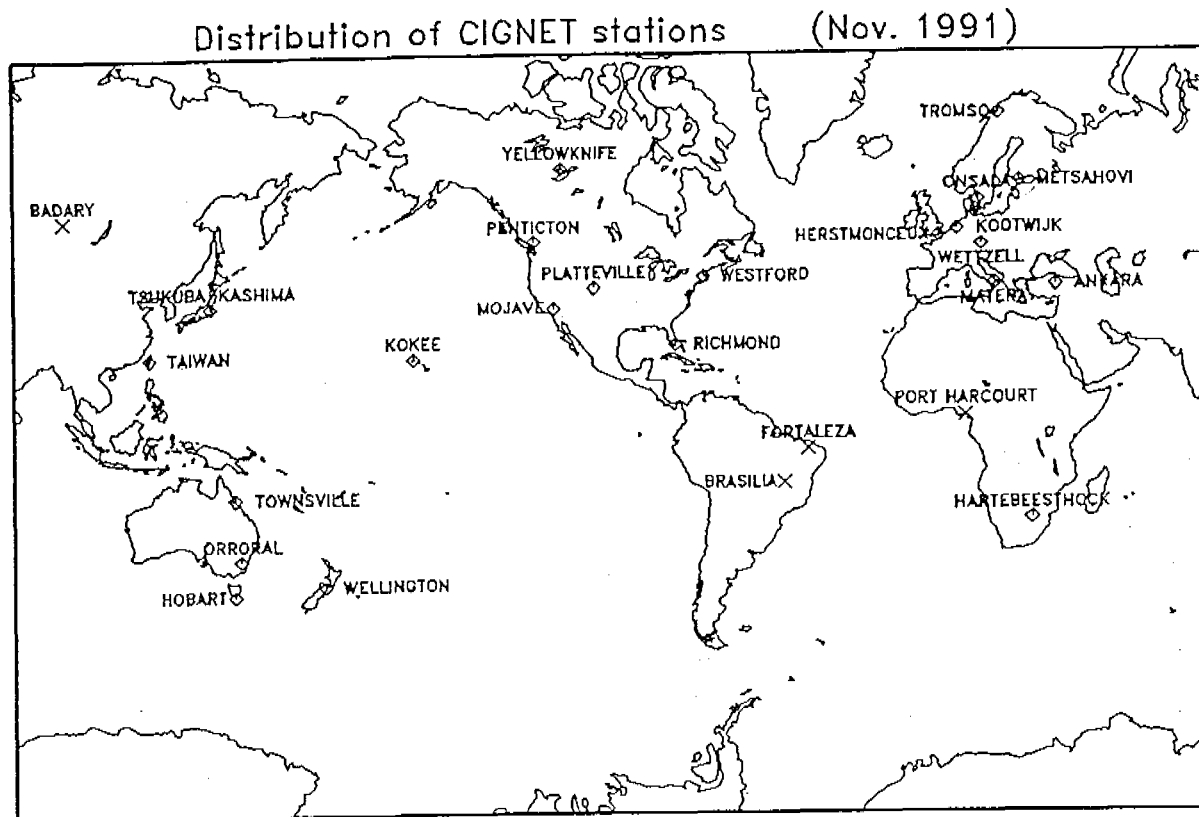 Distribution of CIGNET stations (Nov. 1991)
TROMSO
YELLOWKNIFE
ONSALA
METSAHOVI
BADARY
PENTICTON
HERSTMONCEUX
KOOTWIJK
WETTZELL
PLATTEVILLE
WESTFORD
ANKARA
TSUKUBA
KASHIMA
MATERA
MOJAVE
KOKEE
RICHMOND
TAIWAN
PORT HARCOURT
FORTALEZA
BRASILIA
TOWNSVILLE
HARTEBEESTHOCK
ORRORAL
HOBART
WELLINGTON